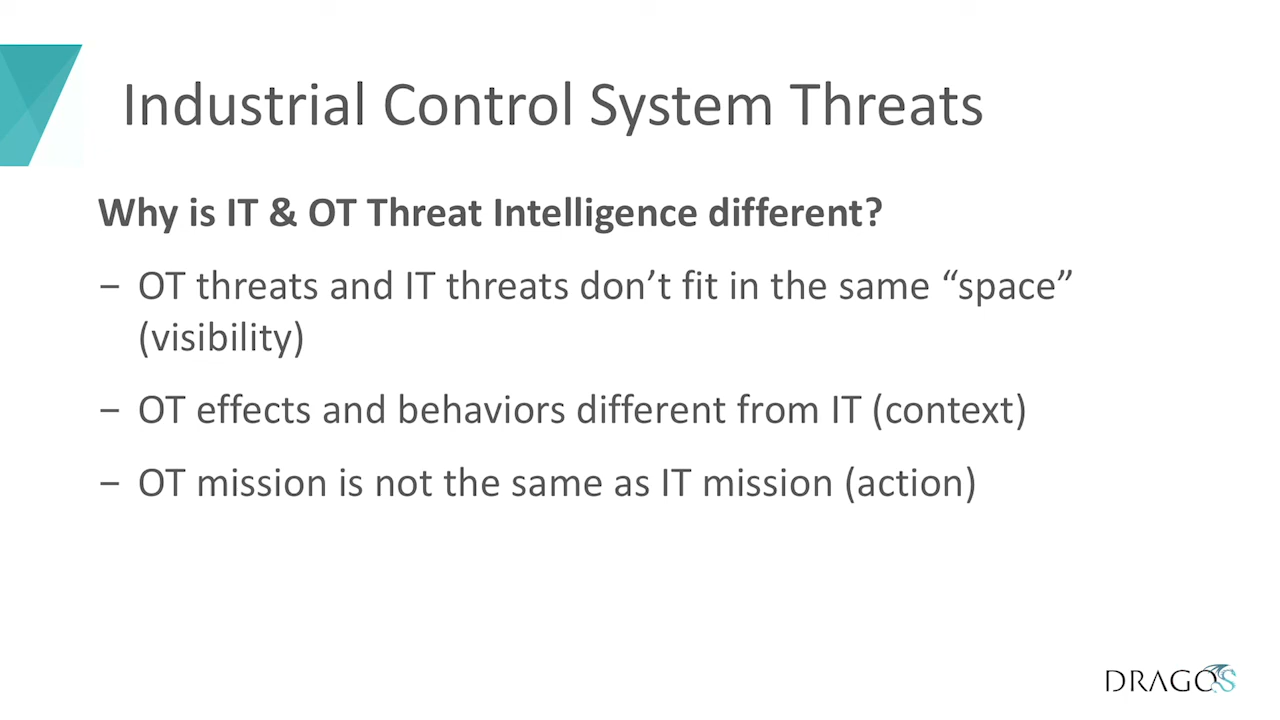 Industrial Control System Threats
Why is IT & OT Threat Intelligence different?
– OT threats and IT threats don’t fit in the same “space”
(visibility)
– OT effects and behaviors different from IT (context)
– OT mission is not the same as IT mission (action)
DRAGOS